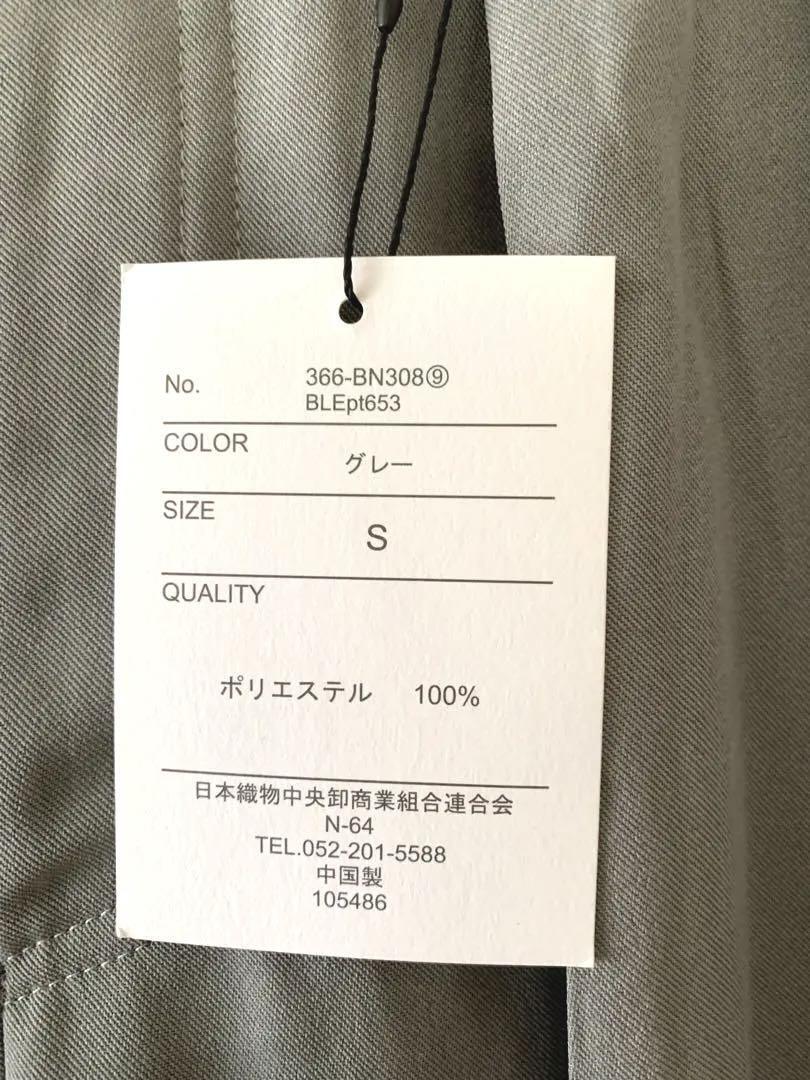 No. 366-BN308⑨
BLEpt653
COLOR
グレー
SIZE
S
QUALITY
ポリエステル 100%
日本織物中央卸商業組合連合会
N-64
TEL.052-201-5588
中国製
105486